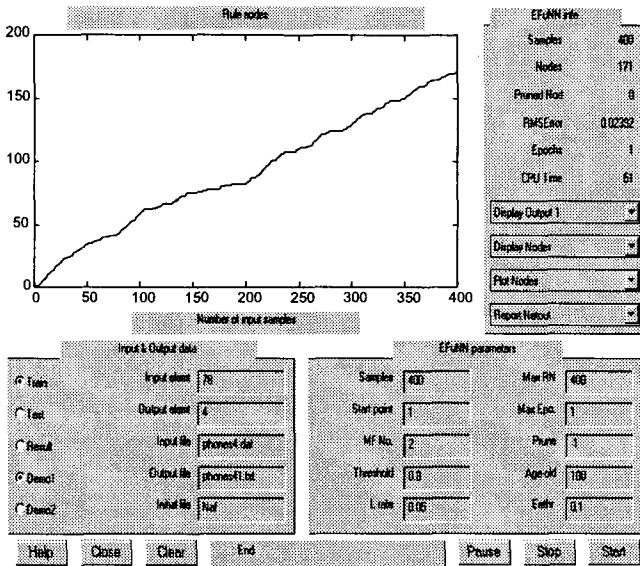 Rule nodes
200
150
100
50
0
0 50 100 150 200 250 300 350 400
Number of input samples
EFuNN info
Samples 400
Nodes 171
Pruned Nod 0
RMSError 0.02392
Epochs 1
CPU Time 61
Display Output 1
Display Nodes
Plot Nodes
Report Netout
Input & Output data
Train
Test
Result
Demo1
Demo2
Input elemt 78
Output elemt 4
Input file phones4.dat
Output file phones41.txt
Initial file
EFuNN parameters
Samples 400
Start point 1
MF No. 2
Threshold
L rate 0.05
Max RN 400
Max Epo. 1
Prune 1
Age-old 100
Errthr 0.1
Help Close Clear End Pause Stop Start